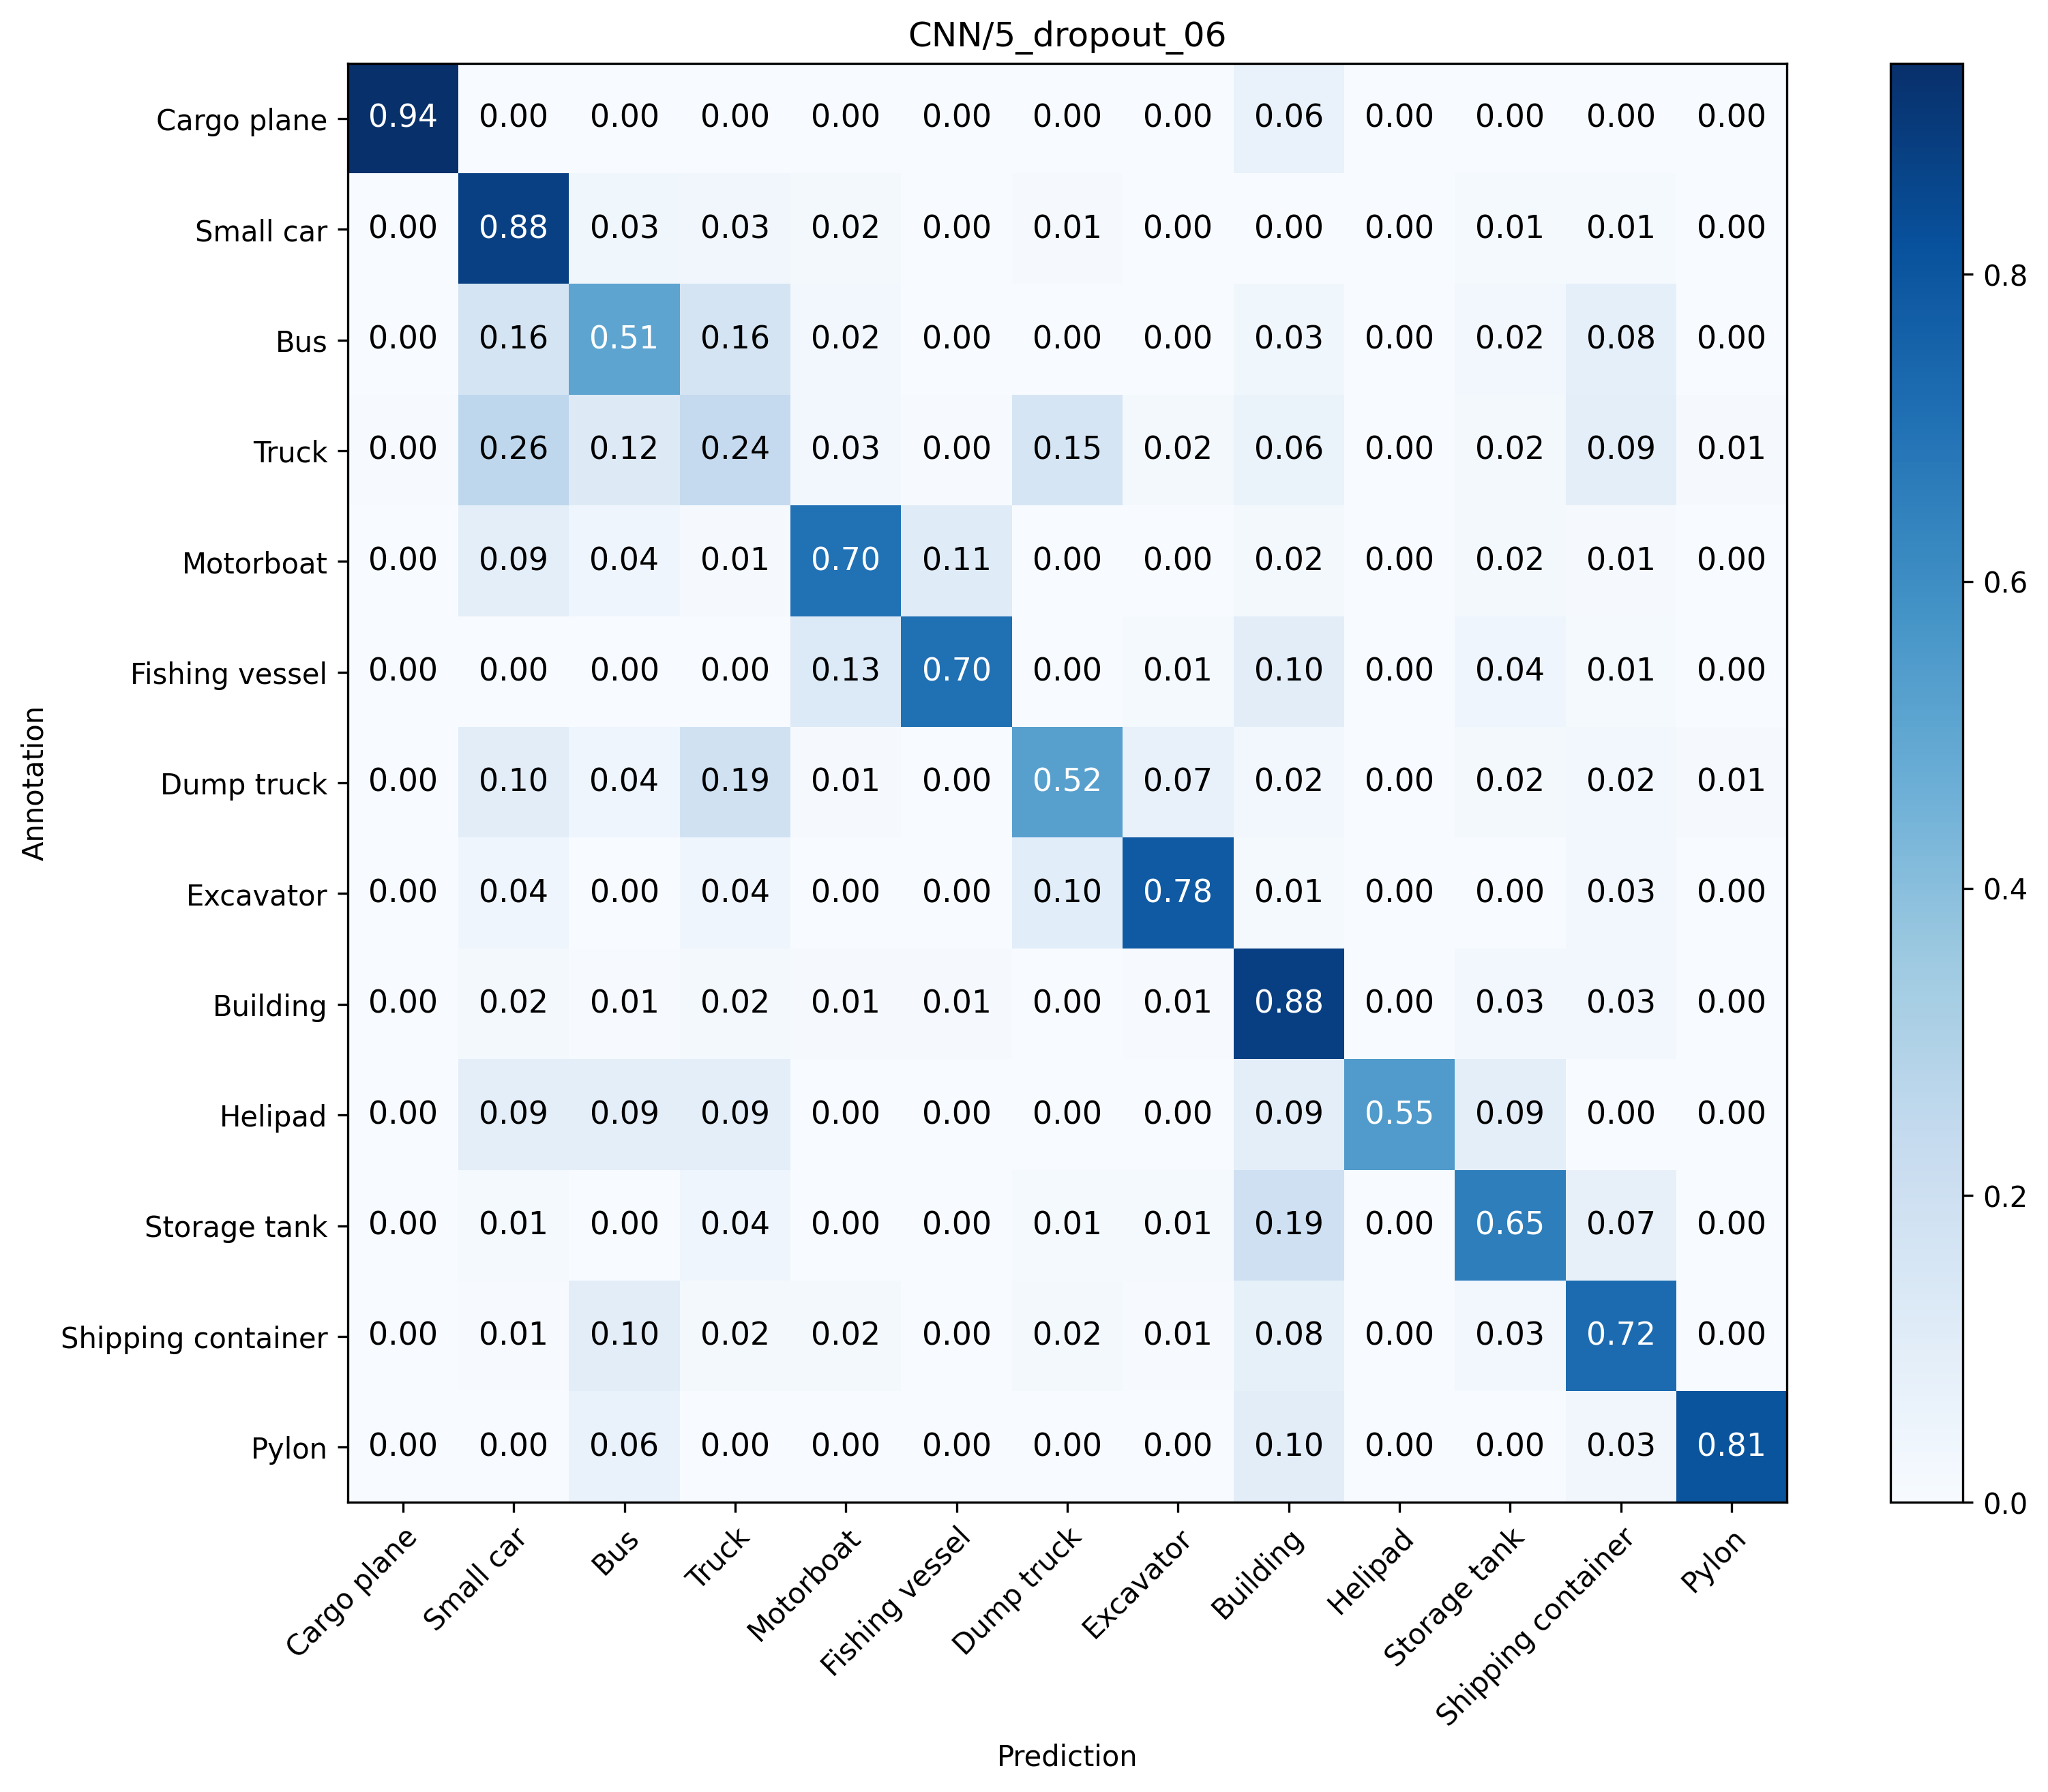 CNN/5_dropout_06
Cargo plane 0.94 0.00 0.00 0.00 0.00 0.00 0.00 0.00 0.06 0.00 0.00 0.00 0.00
Small car 0.00 0.88 0.03 0.03 0.02 0.00 0.01 0.00 0.00 0.00 0.01 0.01 0.00
Bus 0.00 0.16 0.51 0.16 0.02 0.00 0.00 0.00 0.03 0.00 0.02 0.08 0.00
Truck 0.00 0.26 0.12 0.24 0.03 0.00 0.15 0.02 0.06 0.00 0.02 0.09 0.01
Motorboat 0.00 0.09 0.04 0.01 0.70 0.11 0.00 0.00 0.02 0.00 0.02 0.01 0.00
Fishing vessel 0.00 0.00 0.00 0.00 0.13 0.70 0.00 0.01 0.10 0.00 0.04 0.01 0.00
Dump truck 0.00 0.10 0.04 0.19 0.01 0.00 0.52 0.07 0.02 0.00 0.02 0.02 0.01
Excavator 0.00 0.04 0.00 0.04 0.00 0.00 0.10 0.78 0.01 0.00 0.00 0.03 0.00
Building 0.00 0.02 0.01 0.02 0.01 0.01 0.00 0.01 0.88 0.00 0.03 0.03 0.00
Helipad 0.00 0.09 0.09 0.09 0.00 0.00 0.00 0.00 0.09 0.55 0.09 0.00 0.00
Storage tank 0.00 0.01 0.00 0.04 0.00 0.00 0.01 0.01 0.19 0.00 0.65 0.07 0.00
Shipping container 0.00 0.01 0.10 0.02 0.02 0.00 0.02 0.01 0.08 0.00 0.03 0.72 0.00
Pylon 0.00 0.00 0.06 0.00 0.00 0.00 0.00 0.00 0.10 0.00 0.00 0.03 0.81
Annotation
Cargo plane
Small car
Bus
Truck
Motorboat
Fishing vessel
Dump truck
Excavator
Building
Helipad
Storage tank
Shipping container
Pylon
Prediction
0.8
0.6
0.4
0.2
0.0